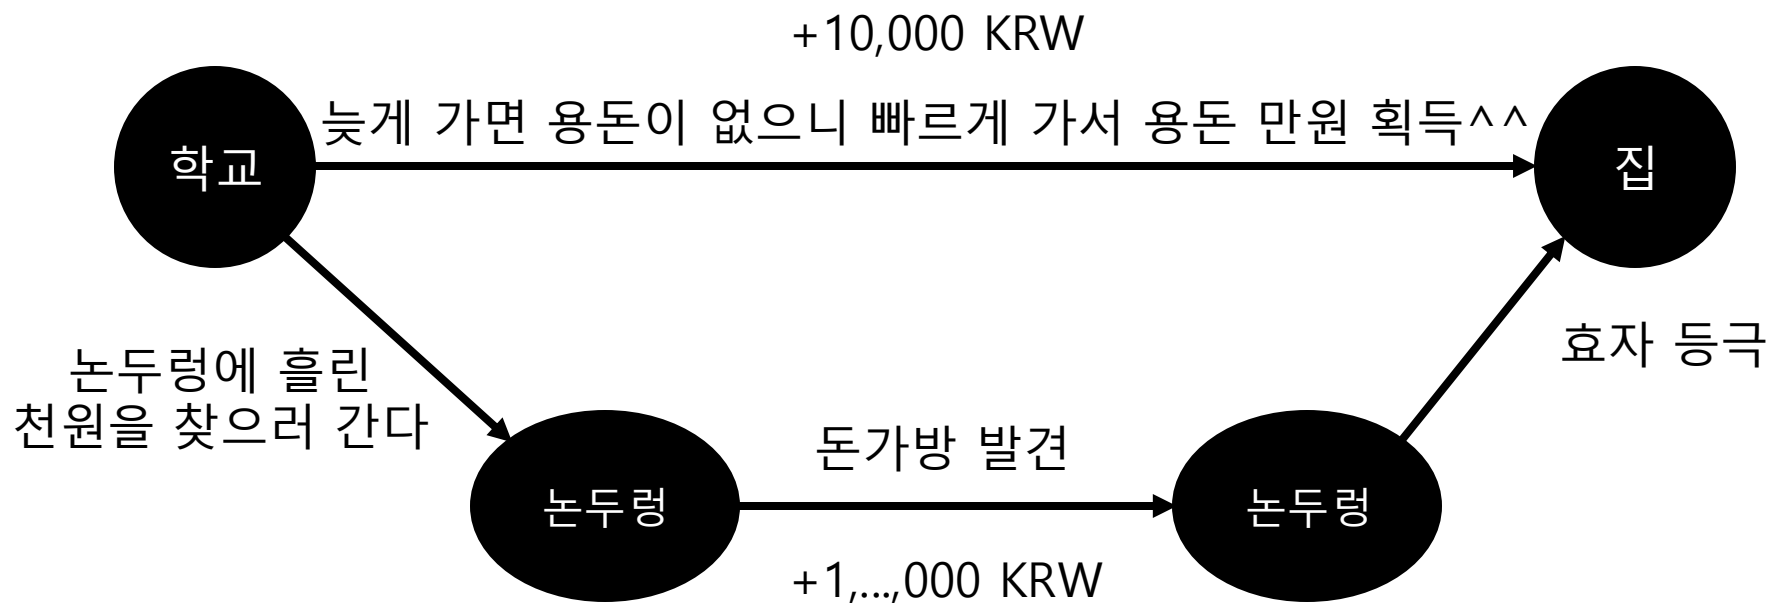 +10,000 KRW
늦게 가면 용돈이 없으니 빠르게 가서 용돈 만원 획득^^
학교
집
논두렁에 흘린
천원을 찾으러 간다
효자 등극
돈가방 발견
논두렁
논두렁
+1,...,000 KRW